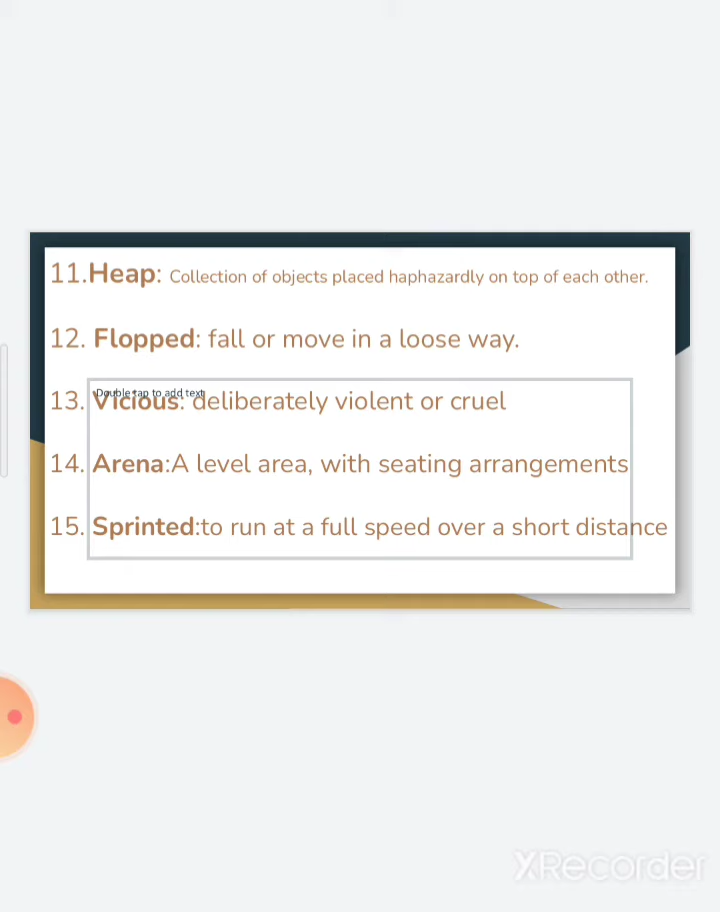 11.Heap: Collection of objects placed haphazardly on top of each other.
12. Flopped: fall or move in a loose way.
Double tap to add text
13. Vicious: deliberately violent or cruel
14. Arena:A level area, with seating arrangements
15. Sprinted:to run at a full speed over a short distance
XRecorder